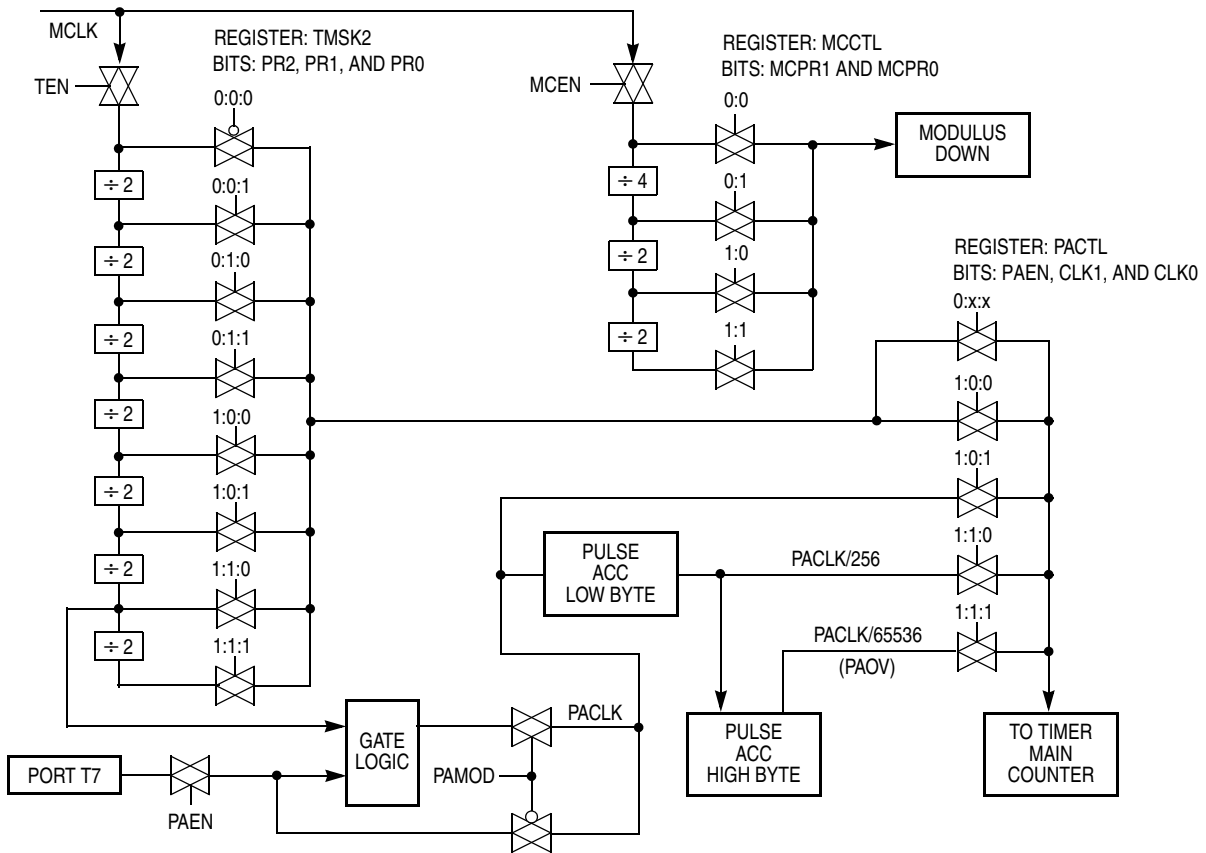 MCLK
REGISTER: TMSK2
BITS: PR2, PR1, AND PR0
TEN
0:0:0
÷ 2
0:0:1
÷ 2
0:1:0
÷ 2
0:1:1
÷ 2
1:0:0
÷ 2
1:0:1
÷ 2
1:1:0
÷ 2
1:1:1
REGISTER: MCCTL
BITS: MCPR1 AND MCPR0
MCEN
0:0
÷ 4
0:1
÷ 2
1:0
÷ 2
1:1
MODULUS
DOWN
REGISTER: PACTL
BITS: PAEN, CLK1, AND CLK0
0:x:x
1:0:0
1:0:1
1:1:0
1:1:1
PULSE
ACC
LOW BYTE
PACLK/256
PACLK/65536
(PAOV)
PORT T7
PAEN
GATE
LOGIC
PACLK
PAMOD
PULSE
ACC
HIGH BYTE
TO TIMER
MAIN
COUNTER